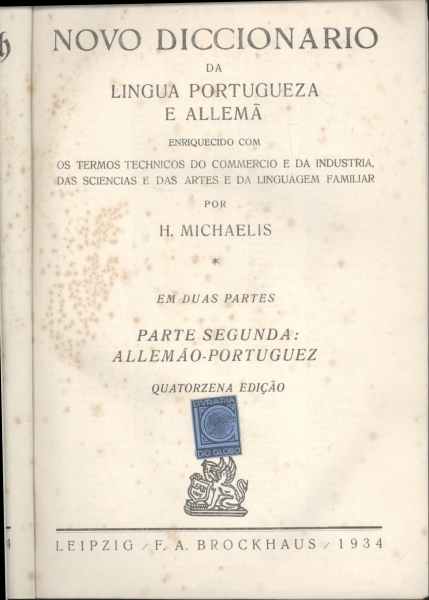 NOVO DICCIONARIO
DA
LINGUA PORTUGUEZA
E ALLEMÃ
ENRIQUECIDO COM
OS TERMOS TECHNICOS DO COMMERCIO E DA INDUSTRIA,
DAS SCIENCIAS E DAS ARTES E DA LINGUAGEM FAMILIAR
POR
H. MICHAELIS
*
EM DUAS PARTES
PARTE SEGUNDA:
ALLEMÃO-PORTUGUEZ
QUATORZENA EDIÇÃO
LIVRARIA
DO GLOBO
LEIPZIG / F. A. BROCKHAUS / 1934